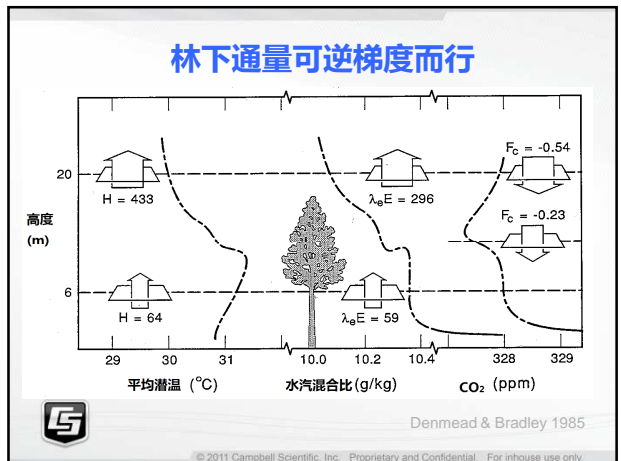 林下通量可逆梯度而行
高度
(m)
20
6
H = 433
λeE = 296
Fc = -0.54
Fc = -0.23
H = 64
λeE = 59
29 30 31 10.0 10.2 10.4 328 329
平均潜温 (°C) 水汽混合比(g/kg) CO₂ (ppm)
Denmead & Bradley 1985
© 2011 Campbell Scientific, Inc. Proprietary and Confidential. For inhouse use only.